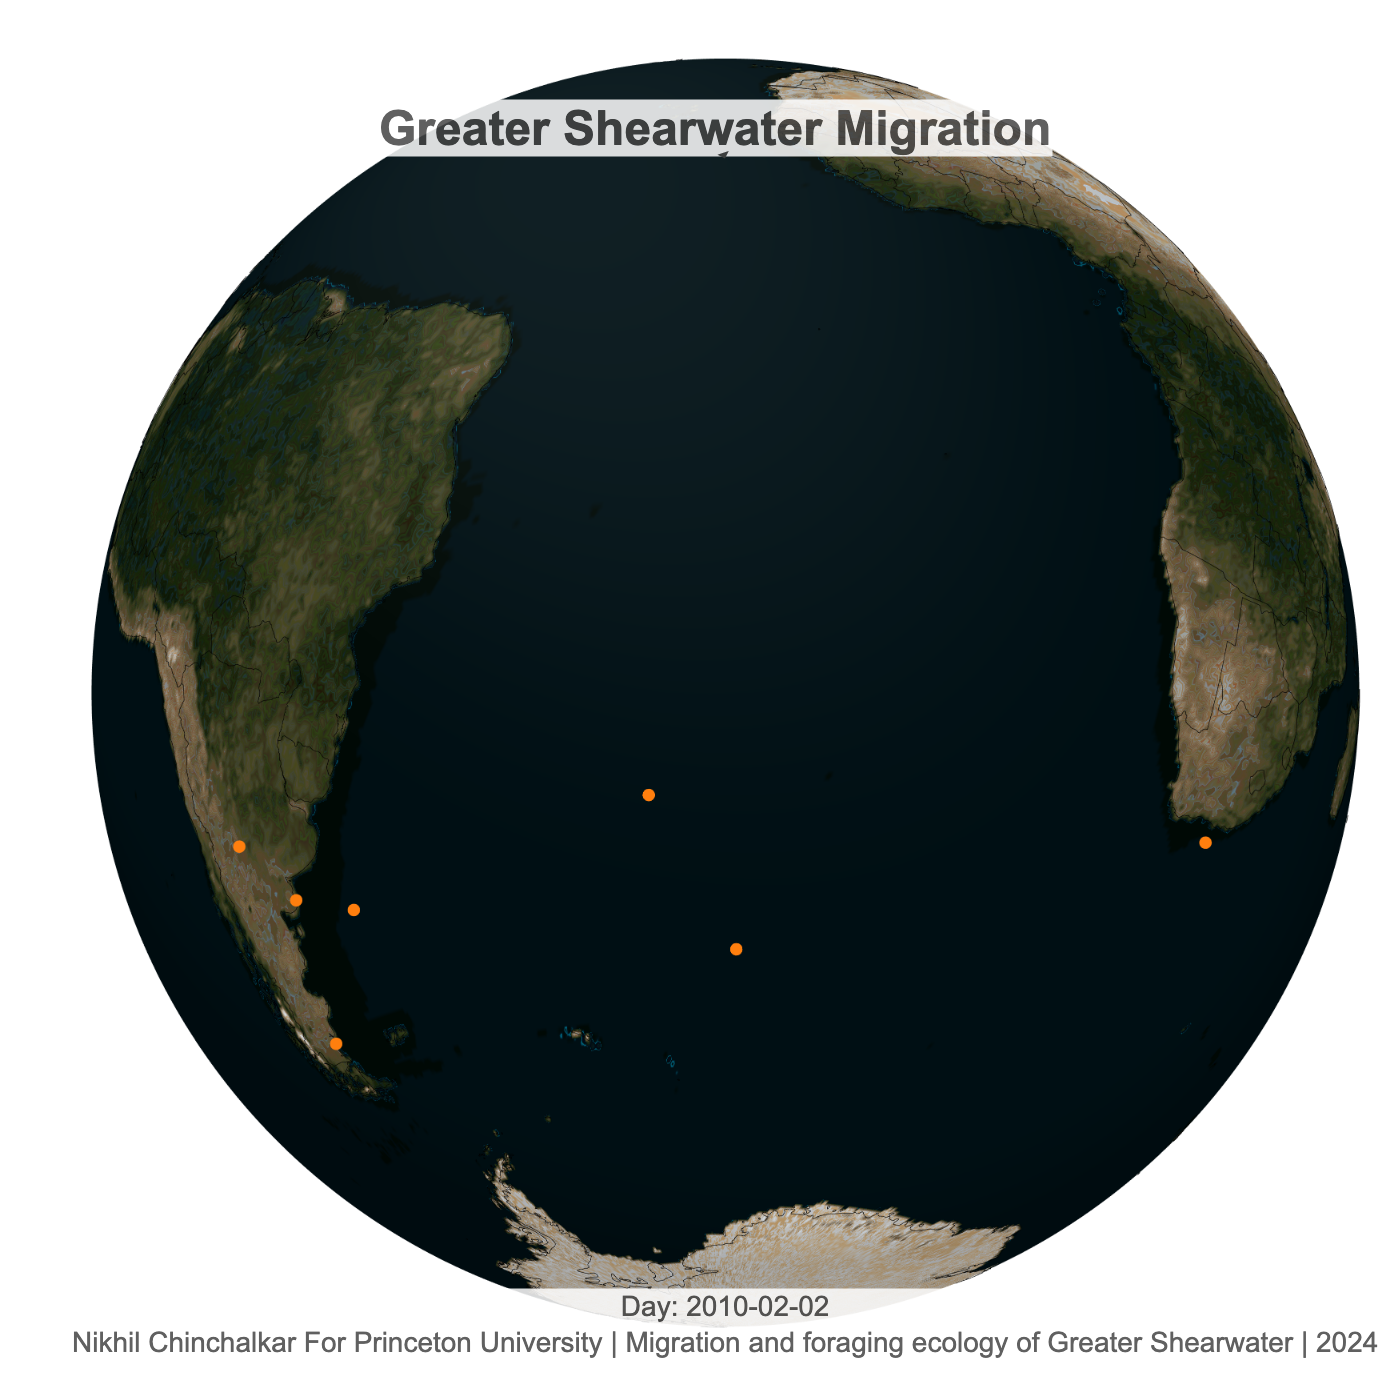 Greater Shearwater Migration
Day: 2010-02-02
Nikhil Chinchalkar For Princeton University | Migration and foraging ecology of Greater Shearwater | 2024